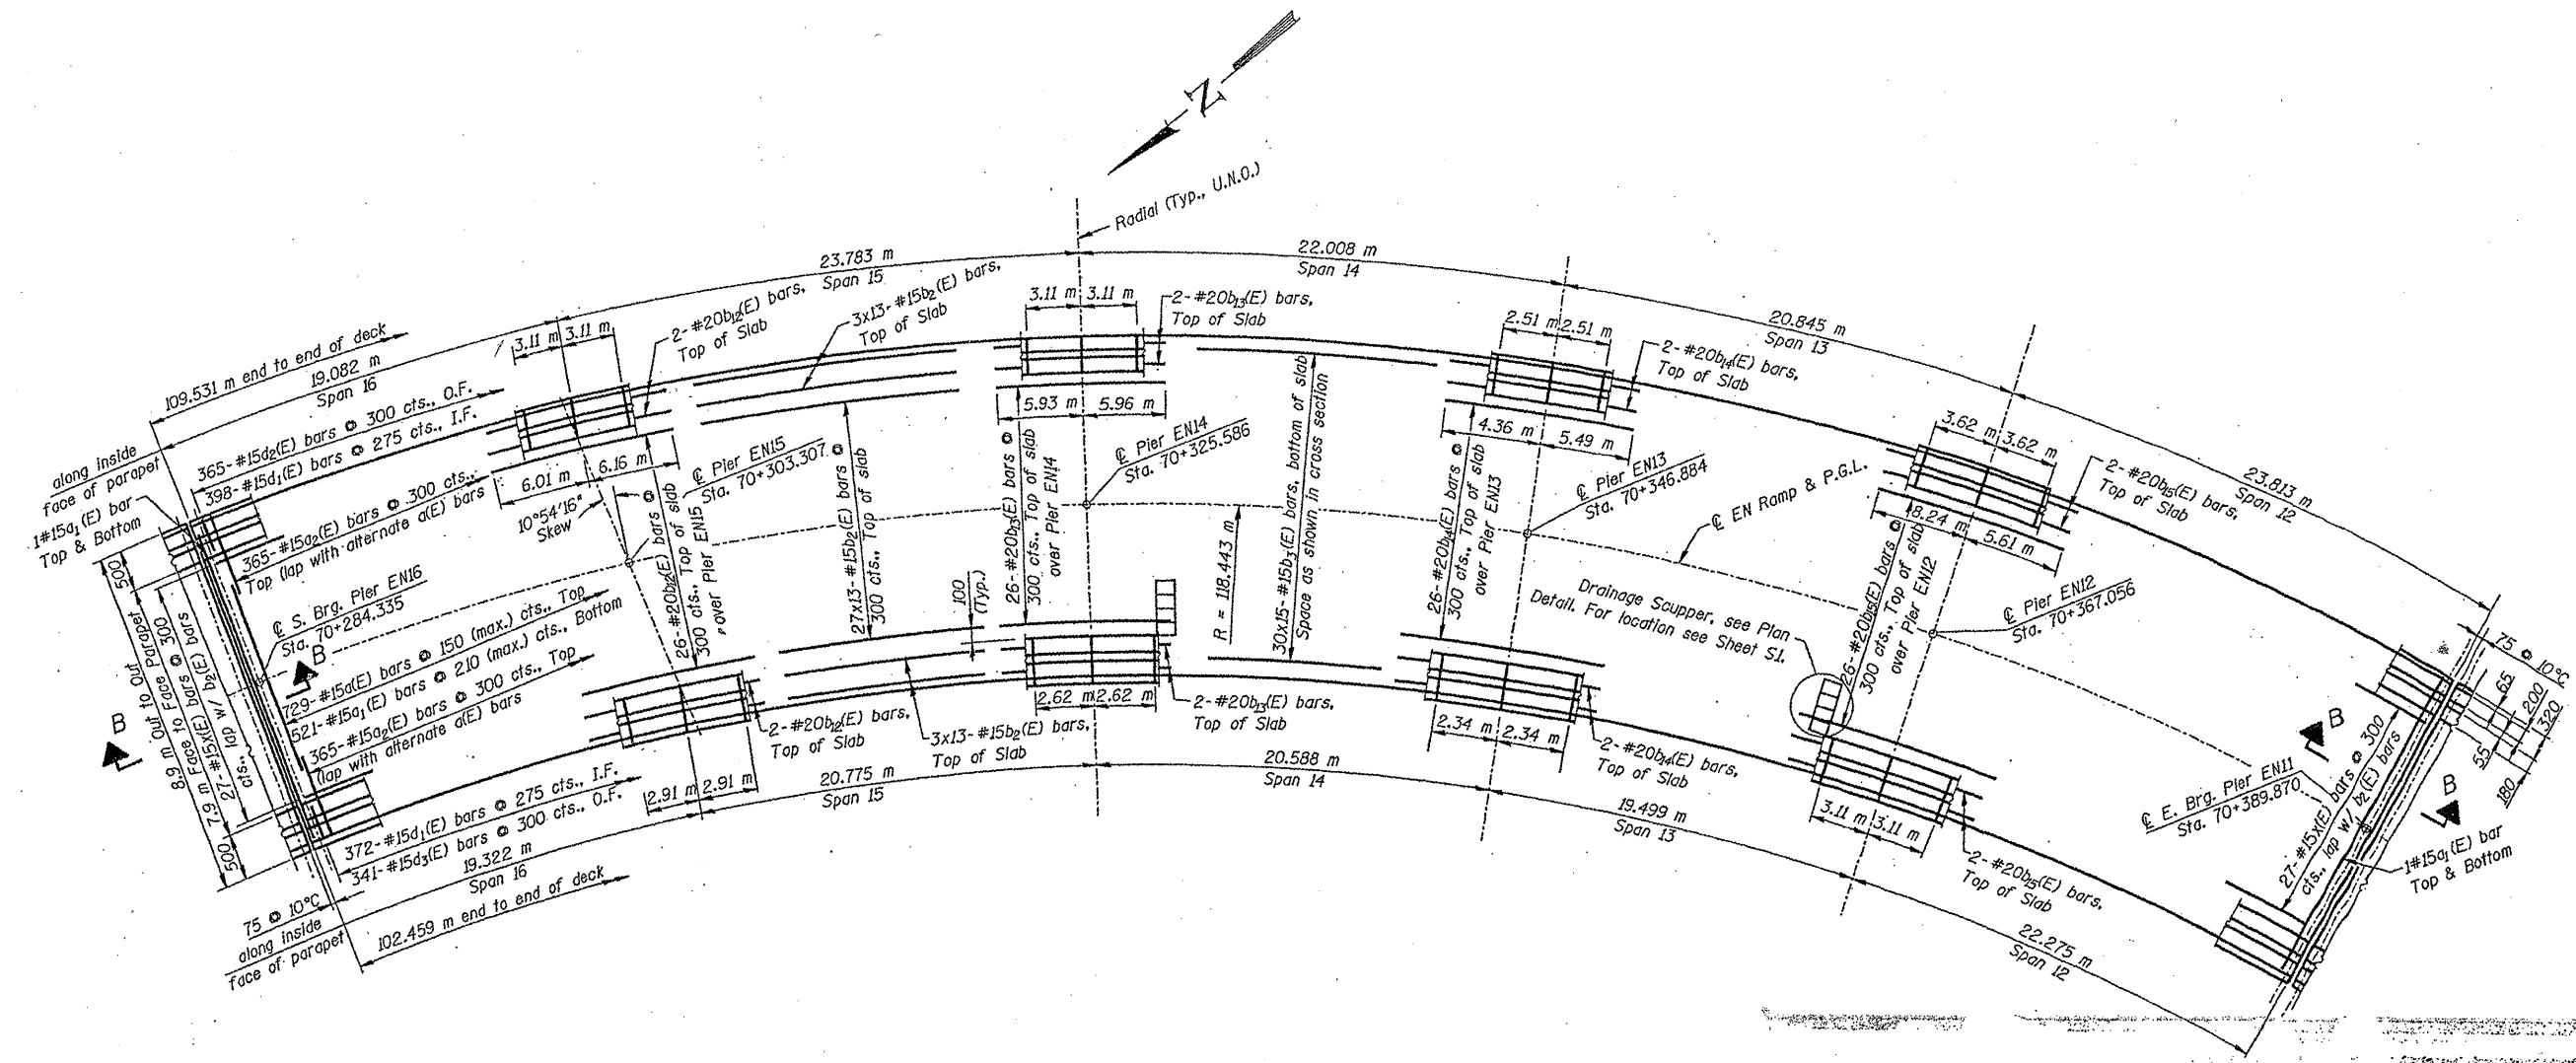 N
Radial (Typ., U.N.O.)
23.783 m
Span 15
22.008 m
Span 14
20.845 m
Span 13
23.813 m
Span 12
109.531 m end to end of deck
19.082 m
Span 16
3.11 m 3.11 m
2-#20b12(E) bars,
Top of Slab
3x13-#15b2(E) bars,
Top of Slab
3.11 m 3.11 m
2-#20b13(E) bars,
Top of Slab
2.51 m 2.51 m
2-#20b14(E) bars,
Top of Slab
3.62 m 3.62 m
2-#20b15(E) bars,
Top of Slab
along inside
face of parapet
1#15a1(E) bar
Top & Bottom
365-#15d2(E) bars @ 300 cts., O.F.
398-#15d1(E) bars @ 275 cts., I.F.
365-#15a2(E) bars @ 300 cts.,
Top (lap with alternate a(E) bars
6.01 m 6.16 m
10°54'16"
Skew
℄ Pier EN15
Sta. 70+303.307
26-#20b12(E) bars @
300 cts., Top of slab
over Pier EN15
27x13-#15b2(E) bars @
300 cts., Top of slab
5.93 m 5.96 m
26-#20b13(E) bars @
300 cts., Top of slab
over Pier EN14
℄ Pier EN14
Sta. 70+325.586
R = 118.443 m
30x15-#15b3(E) bars, bottom of slab
Space as shown in cross section
4.36 m 5.49 m
26-#20b14(E) bars @
300 cts., Top of slab
over Pier EN13
℄ Pier EN13
Sta. 70+346.884
℄ EN Ramp & P.G.L.
8.24 m 5.61 m
26-#20b15(E) bars @
300 cts., Top of slab
over Pier EN12
℄ Pier EN12
Sta. 70+367.056
Drainage Scupper, see Plan
Detail. For location see Sheet S1.
100
(Typ.)
500
℄ S. Brg. Pier EN16
Sta. 70+284.335
B
B
8.9 m out to out
7.9 m Face to Face Parapet
27-#15x(E) bars @ 300
cts., lap w/ b2(E) bars
500
729-#15a(E) bars @ 150 (max.) cts., Top
521-#15a1(E) bars @ 210 (max.) cts., Bottom
365-#15a2(E) bars @ 300 cts., Top
(lap with alternate a(E) bars
372-#15d1(E) bars @ 275 cts., I.F.
341-#15d3(E) bars @ 300 cts., O.F.
19.322 m
Span 16
102.459 m end to end of deck
75 @ 10°C
along inside
face of parapet
2.91 m 2.91 m
2-#20b12(E) bars,
Top of Slab
20.775 m
Span 15
3x13-#15b2(E) bars,
Top of Slab
2.62 m 2.62 m
2-#20b13(E) bars,
Top of Slab
20.588 m
Span 14
2.34 m 2.34 m
2-#20b14(E) bars,
Top of Slab
19.499 m
Span 13
3.11 m 3.11 m
2-#20b15(E) bars,
Top of Slab
22.275 m
Span 12
℄ E. Brg. Pier EN11
Sta. 70+389.870
27-#15x(E) bars @ 300
cts., lap w/ b2(E) bars
B
B
75 @ 10°C
65
200
320
55
180
1#15a1(E) bar
Top & Bottom